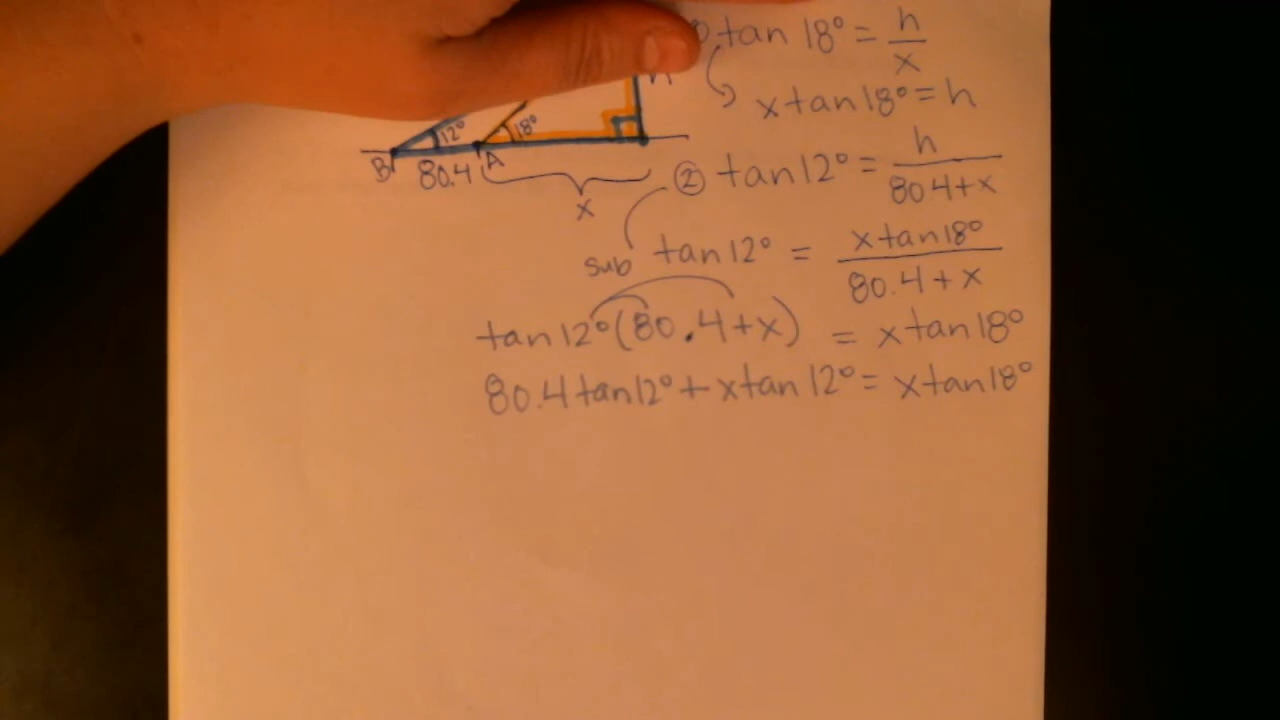 tan 18° = h/x
x tan 18° = h
12° 18°
B 80.4 A
x
② tan 12° = h/80.4+x
sub tan 12° = x tan 18°/80.4+x
tan 12° (80.4+x) = x tan 18°
80.4 tan 12° + x tan 12° = x tan 18°